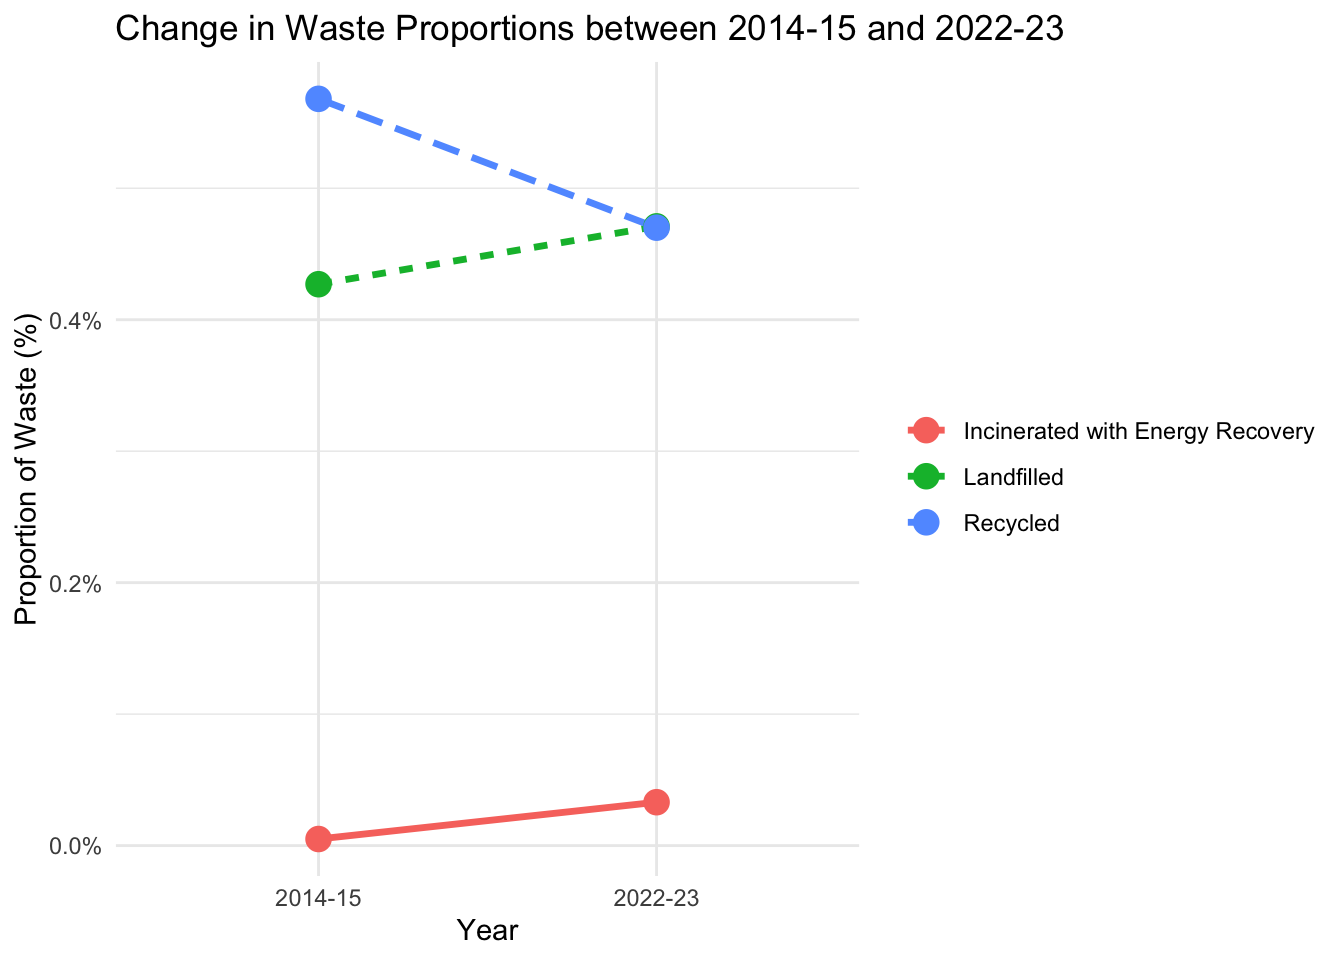 Change in Waste Proportions between 2014-15 and 2022-23
Proportion of Waste (%)
0.4%
0.2%
0.0%
2014-15
2022-23
Year
Incinerated with Energy Recovery
Landfilled
Recycled